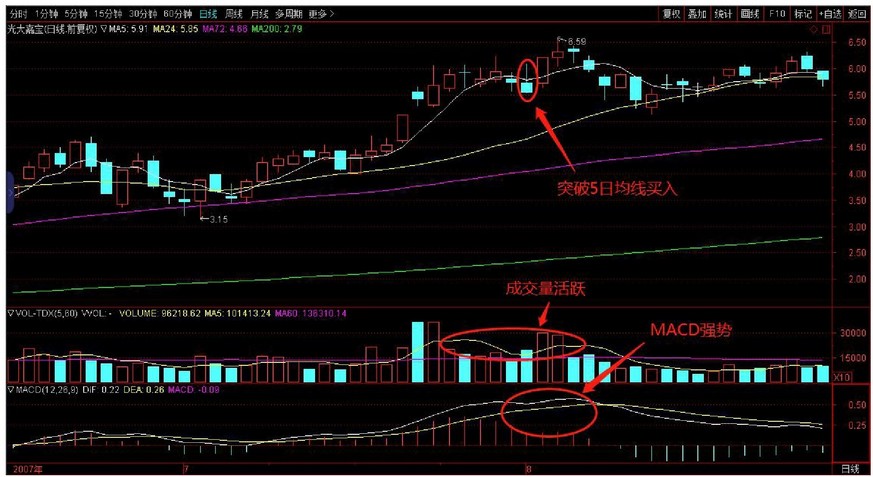 分时 1分钟 5分钟 15分钟 30分钟 60分钟 日线 周线 月线 多周期 更多> 复权 叠加 统计 画线 F10 标记 +自选 返回
光大嘉宝(日线.前复权) ▽MA5: 5.91 MA24: 5.85 MA72: 4.66 MA200: 2.79
6.59
6.50
6.00
5.50
5.00
突破5日均线买入
4.50
4.00
3.50
3.15
3.00
2.50
2.00
成交量活跃
▽VOL-TDX(5,60) VVOL: - VOLUME: 96218.62 MA5: 101413.24 MA60: 136310.14
MACD强势
30000
16000
X10
▽MACD(12,26,9) DIF: 0.22 DEA: 0.26 MACD: -0.09
0.50
0.25
2007年 7 8 日线